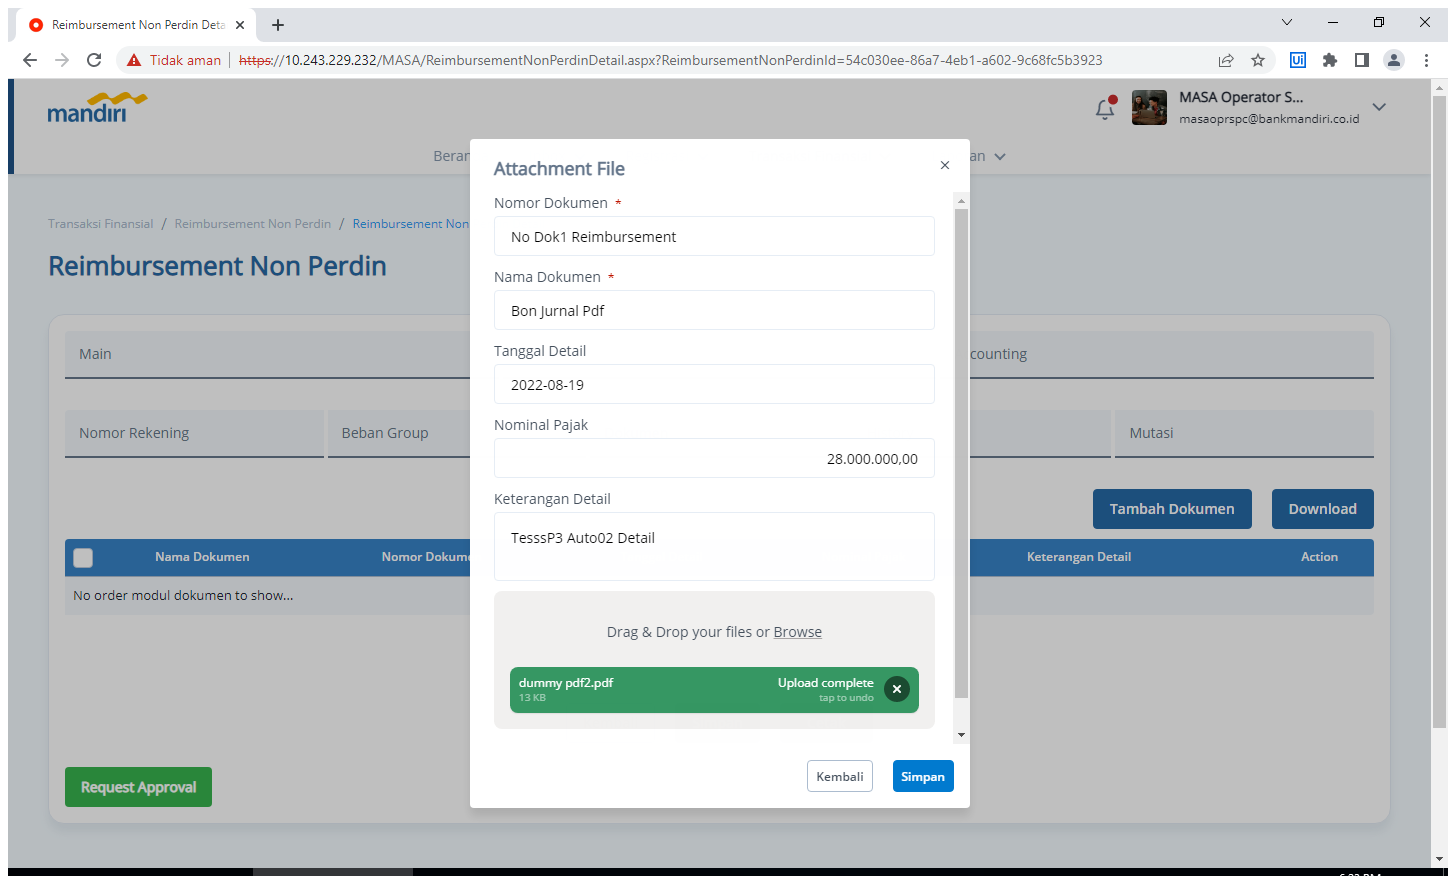 Reimbursement Non Perdin Deta
Tidak aman
https://10.243.229.232/MASA/ReimbursementNonPerdinDetail.aspx?ReimbursementNonPerdinId=54c030ee-86a7-4eb1-a602-9c68fc5b3923
Ui
mandiri
MASA Operator S...
masaoprspc@bankmandiri.co.id
Beran
an
Transaksi Finansial / Reimbursement Non Perdin / Reimbursement Non
Reimbursement Non Perdin
Main
counting
Nomor Rekening
Beban Group
Mutasi
Tambah Dokumen
Download
Nama Dokumen
Nomor Dokume
Keterangan Detail
Action
No order modul dokumen to show...
Request Approval
Attachment File
Nomor Dokumen *
No Dok1 Reimbursement
Nama Dokumen *
Bon Jurnal Pdf
Tanggal Detail
2022-08-19
Nominal Pajak
28.000.000,00
Keterangan Detail
TesssP3 Auto02 Detail
Drag & Drop your files or Browse
dummy pdf2.pdf
13 KB
Upload complete
tap to undo
Kembali
Simpan